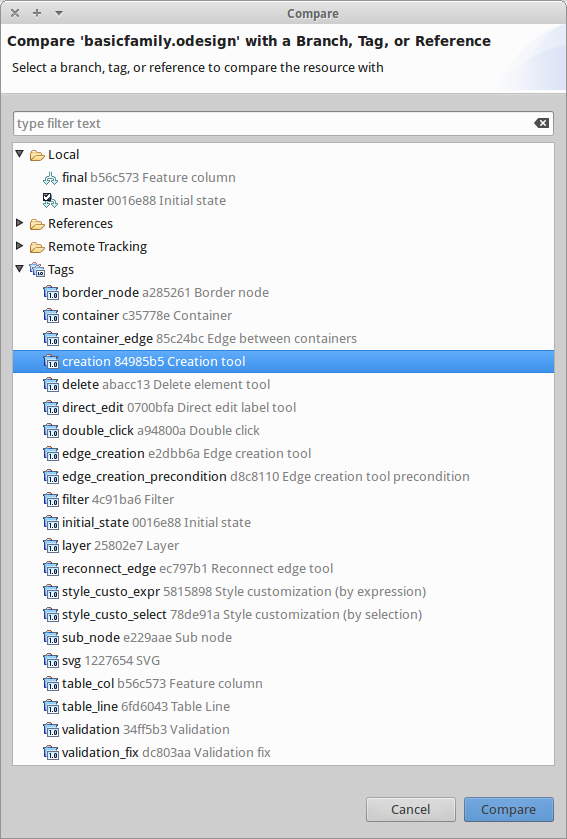 Compare
Compare 'basicfamily.odesign' with a Branch, Tag, or Reference
Select a branch, tag, or reference to compare the resource with
type filter text
Local
final b56c573 Feature column
master 0016e88 Initial state
References
Remote Tracking
Tags
border_node a285261 Border node
container c35778e Container
container_edge 85c24bc Edge between containers
creation 84985b5 Creation tool
delete abacc13 Delete element tool
direct_edit 0700bfa Direct edit label tool
double_click a94800a Double click
edge_creation e2dbb6a Edge creation tool
edge_creation_precondition d8c8110 Edge creation tool precondition
filter 4c91ba6 Filter
initial_state 0016e88 Initial state
layer 25802e7 Layer
reconnect_edge ec797b1 Reconnect edge tool
style_custo_expr 5815898 Style customization (by expression)
style_custo_select 78de91a Style customization (by selection)
sub_node e229aae Sub node
svg 1227654 SVG
table_col b56c573 Feature column
table_line 6fd6043 Table Line
validation 34ff5b3 Validation
validation_fix dc803aa Validation fix
Cancel Compare